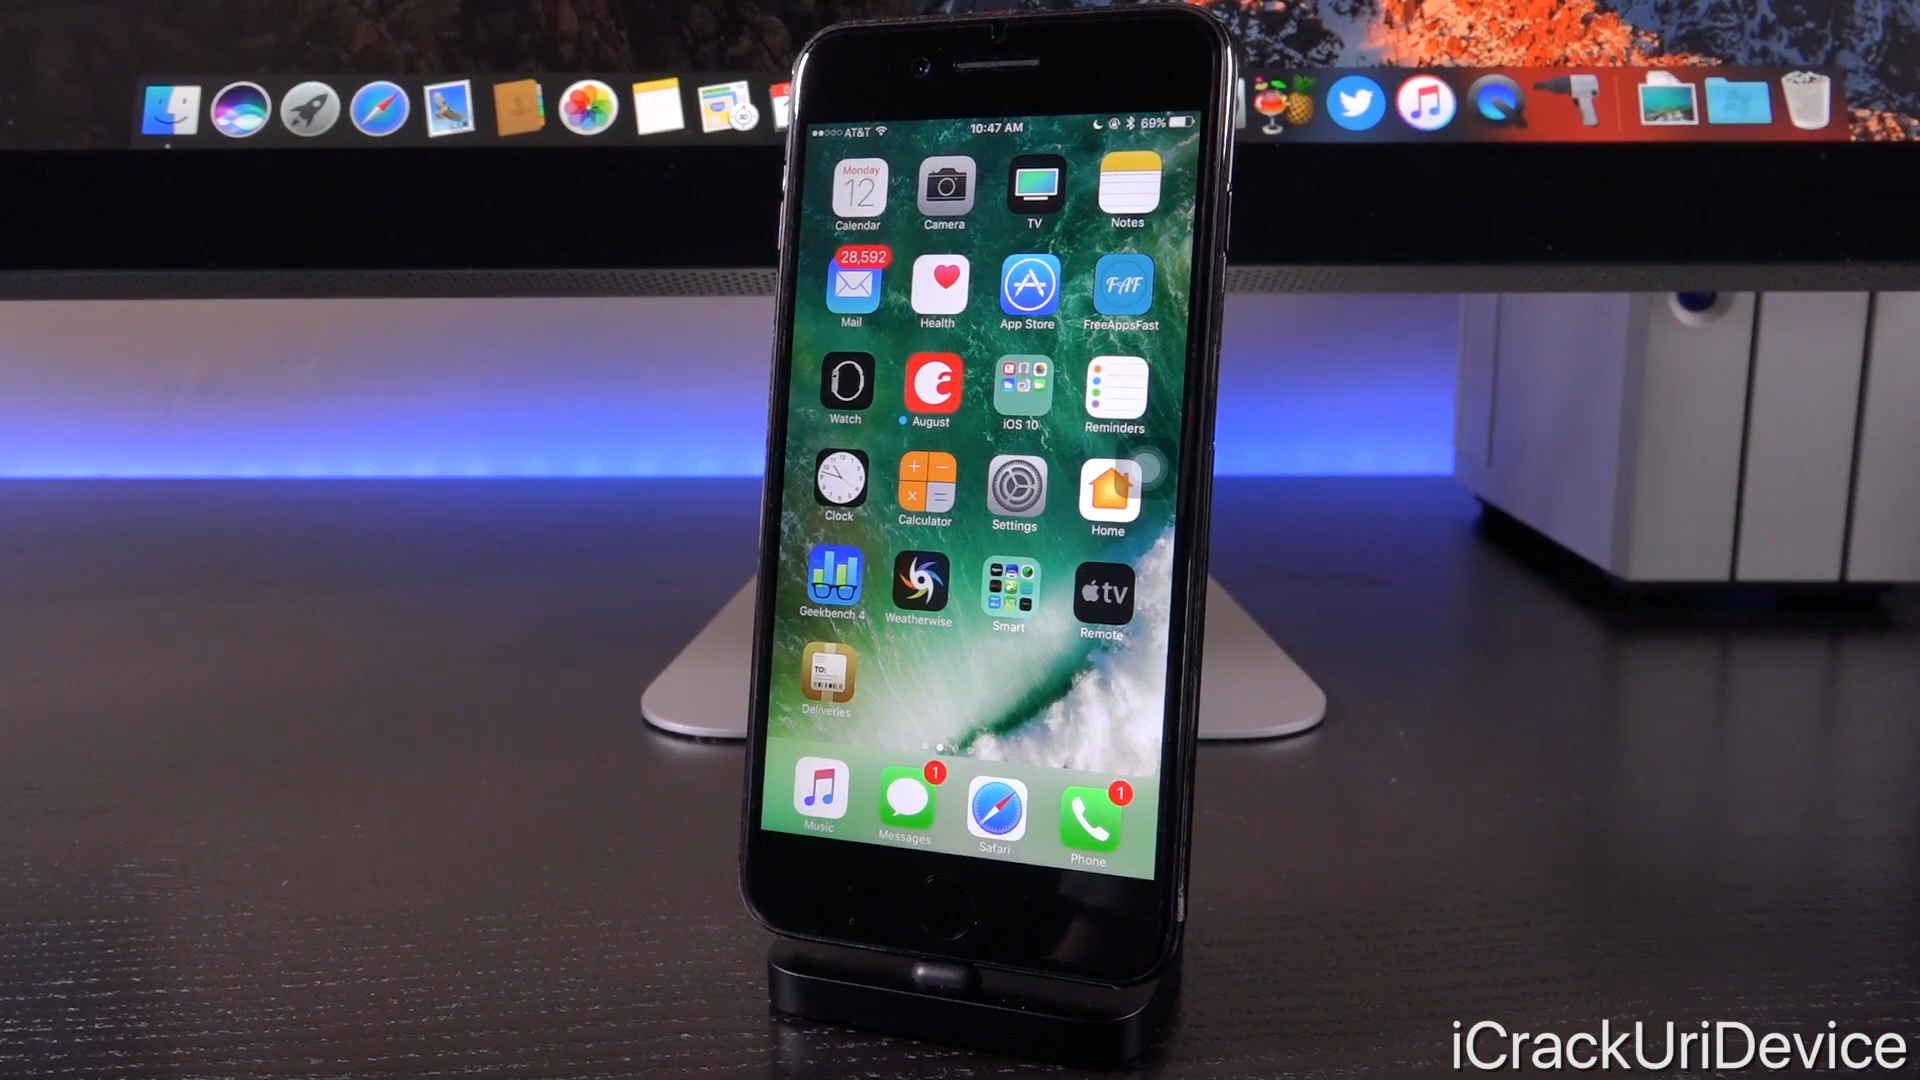 AT&T 10:47 AM 69%
Monday
12
Calendar Camera TV Notes
28,592
FAF
Mail Health App Store FreeAppsFast
Watch August iOS 10 Reminders
Clock Calculator Settings Home
tv
Geekbench 4 Weatherwise Smart Remote
TO:
Deliveries
1
1
Music Messages Safari Phone
iCrackUriDevice